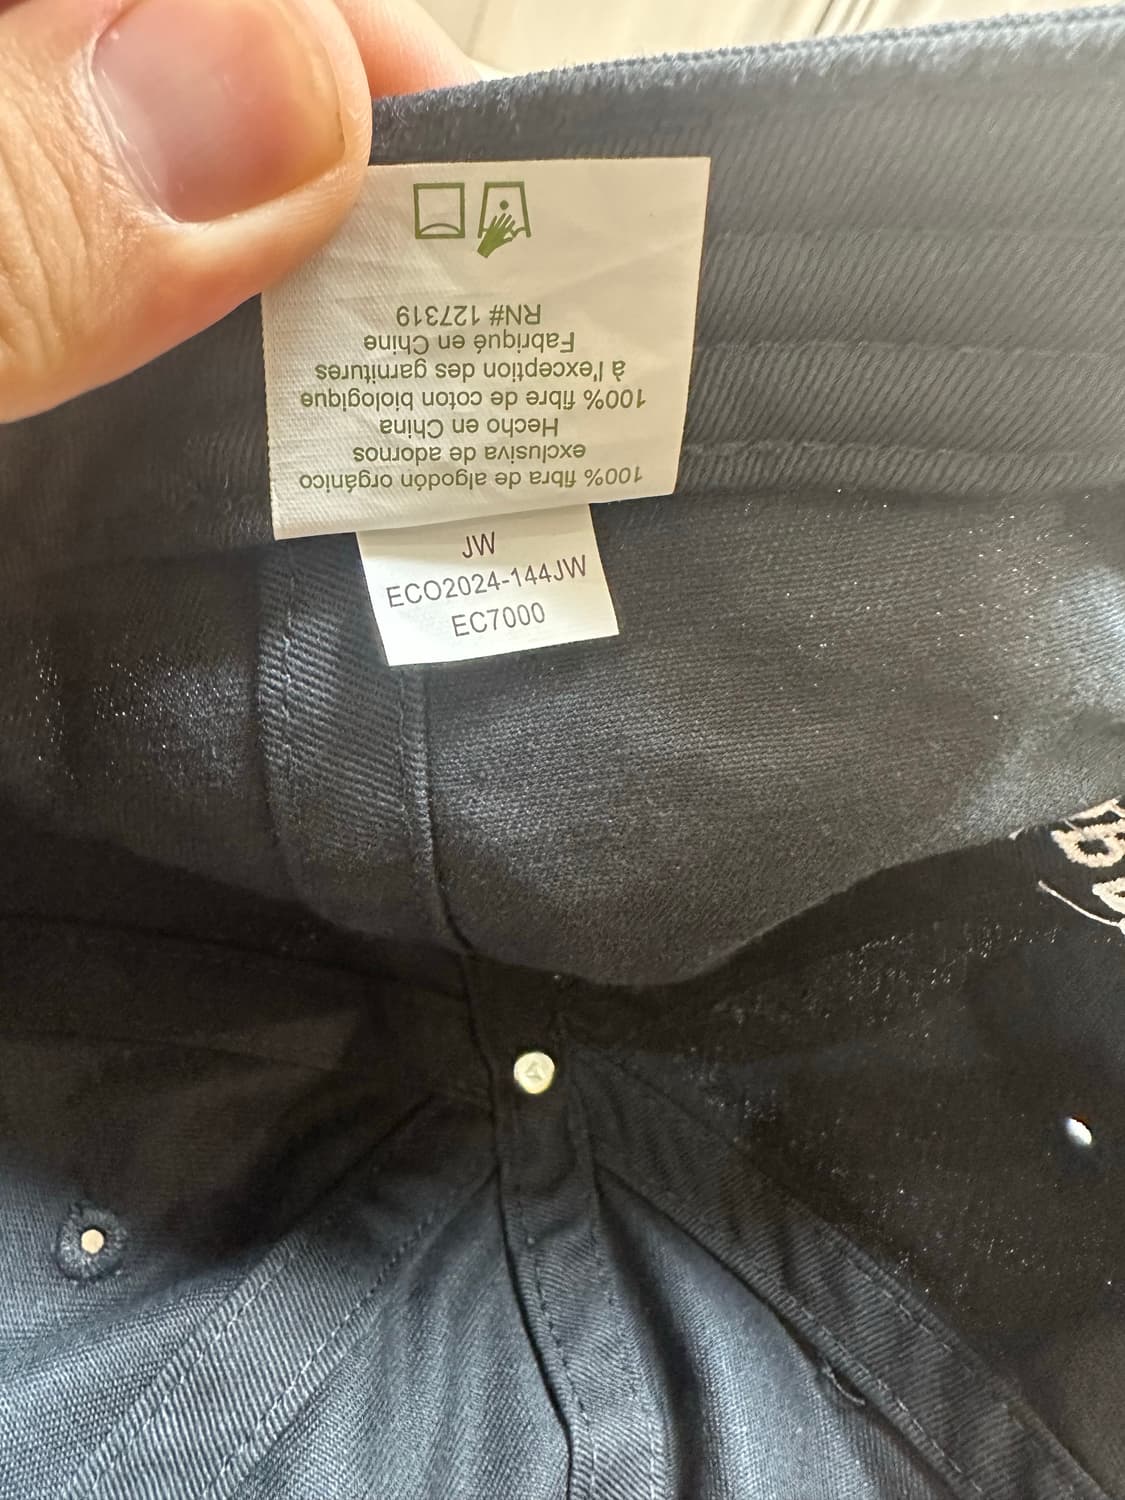 100% fibra de algodón orgánico
exclusiva de adornos
Hecho en China
100% fibre de coton biologique
à l'exception des garnitures
Fabriqué en Chine
RN# 127319
JW
ECO2024-144JW
EC7000